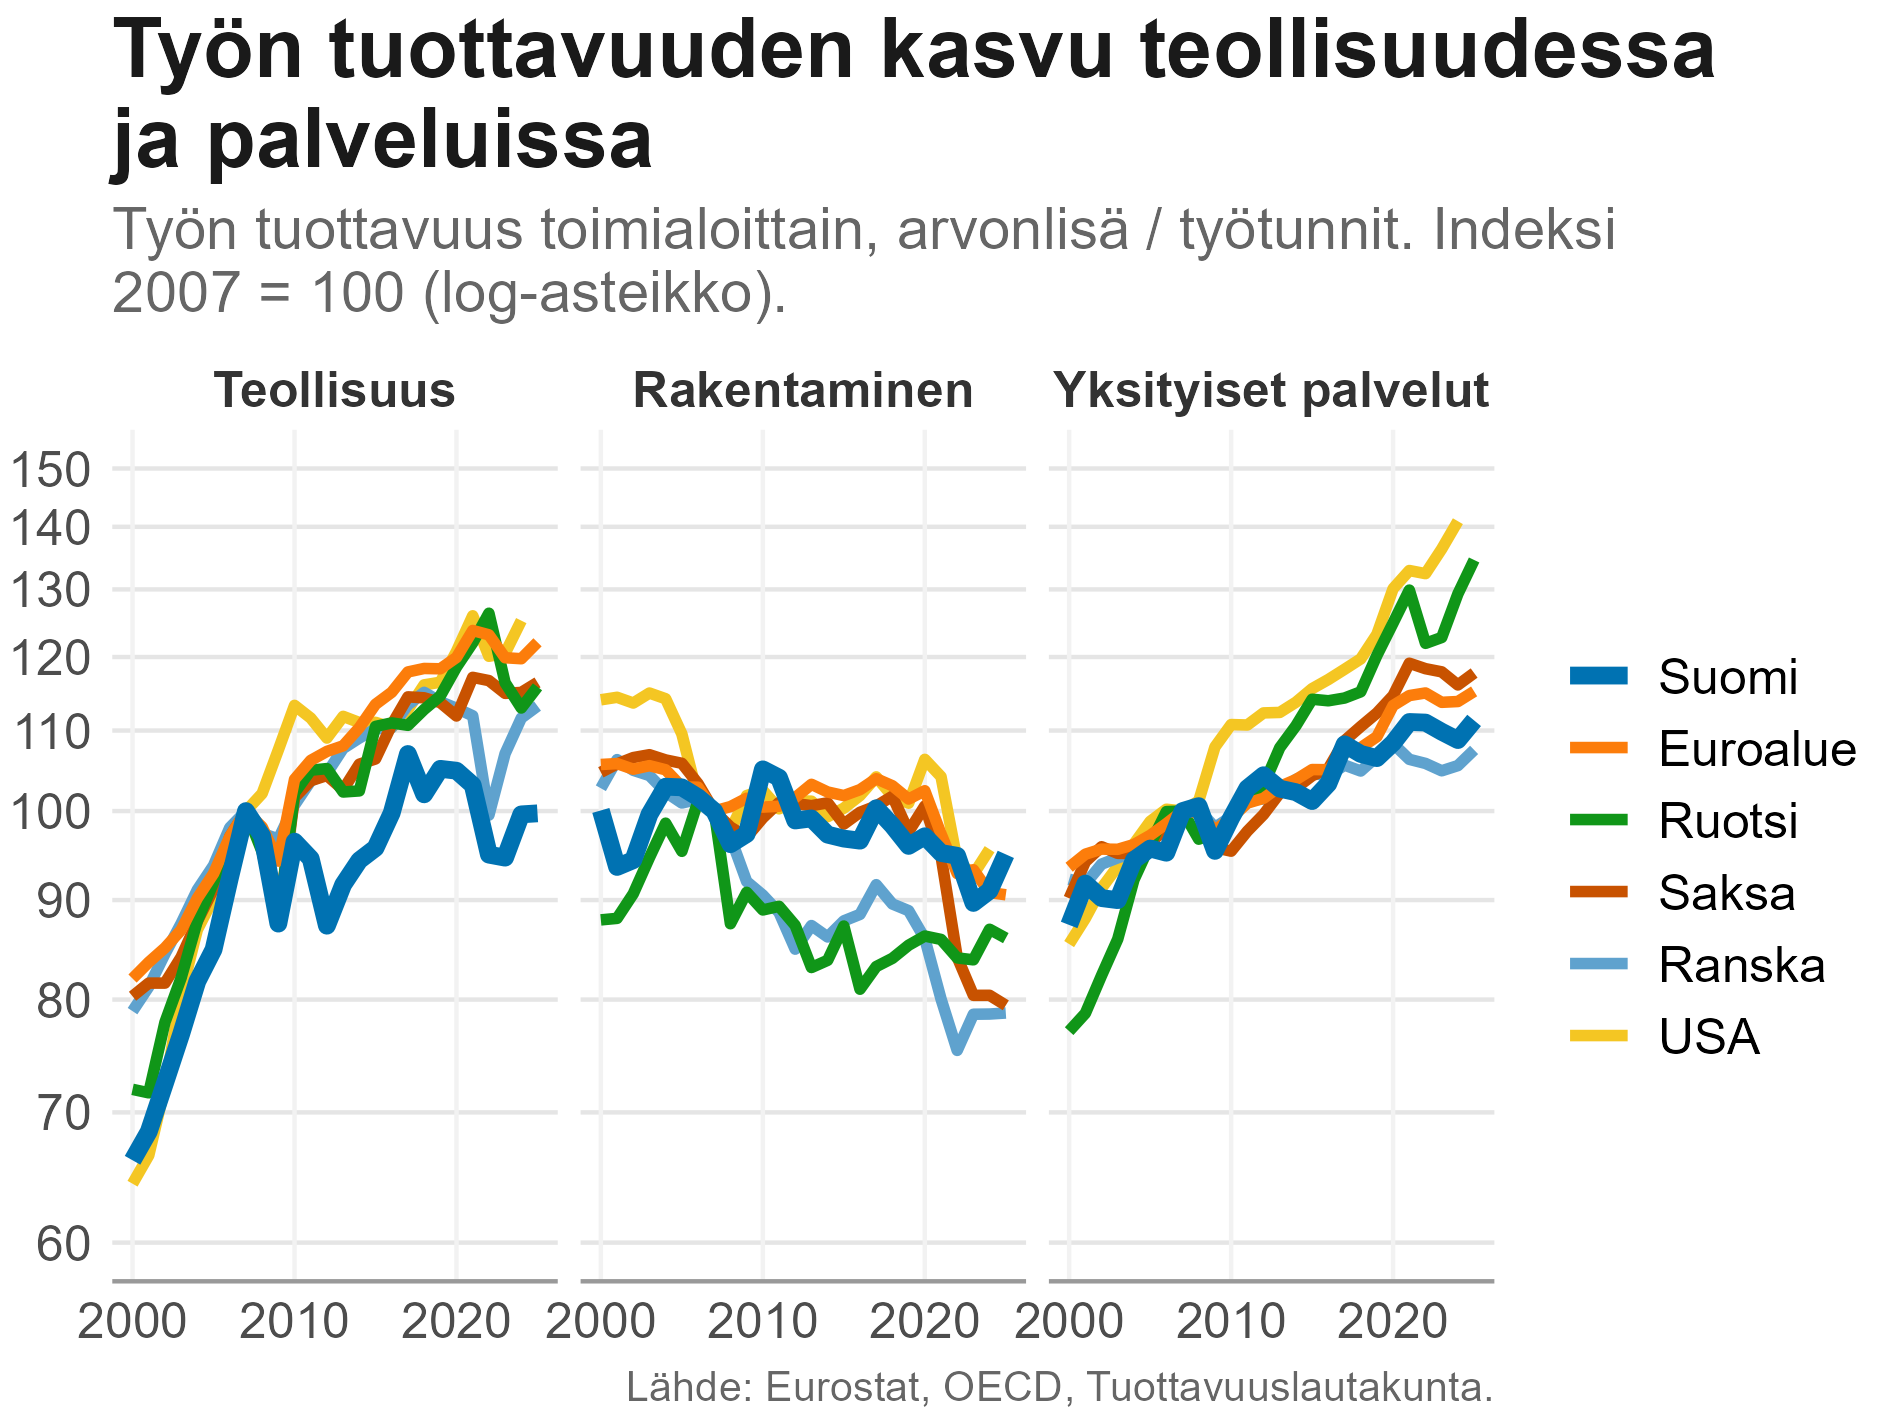 Työn tuottavuuden kasvu teollisuudessa
ja palveluissa
Työn tuottavuus toimialoittain, arvonlisä / työtunnit. Indeksi
2007 = 100 (log-asteikko).
Teollisuus
Rakentaminen
Yksityiset palvelut
150
140
130
120
110
100
90
80
70
60
2000 2010 2020
2000 2010 2020
2000 2010 2020
Suomi
Euroalue
Ruotsi
Saksa
Ranska
USA
Lähde: Eurostat, OECD, Tuottavuuslautakunta.